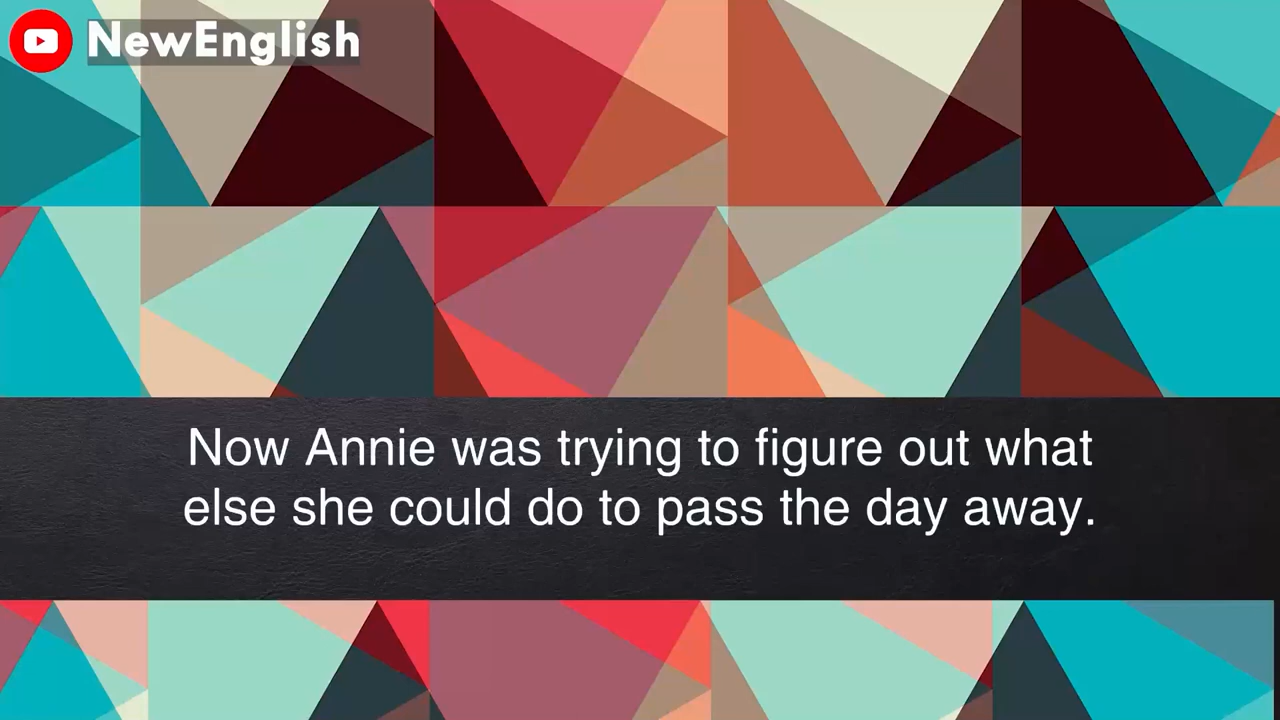 NewEnglish
Now Annie was trying to figure out what
else she could do to pass the day away.